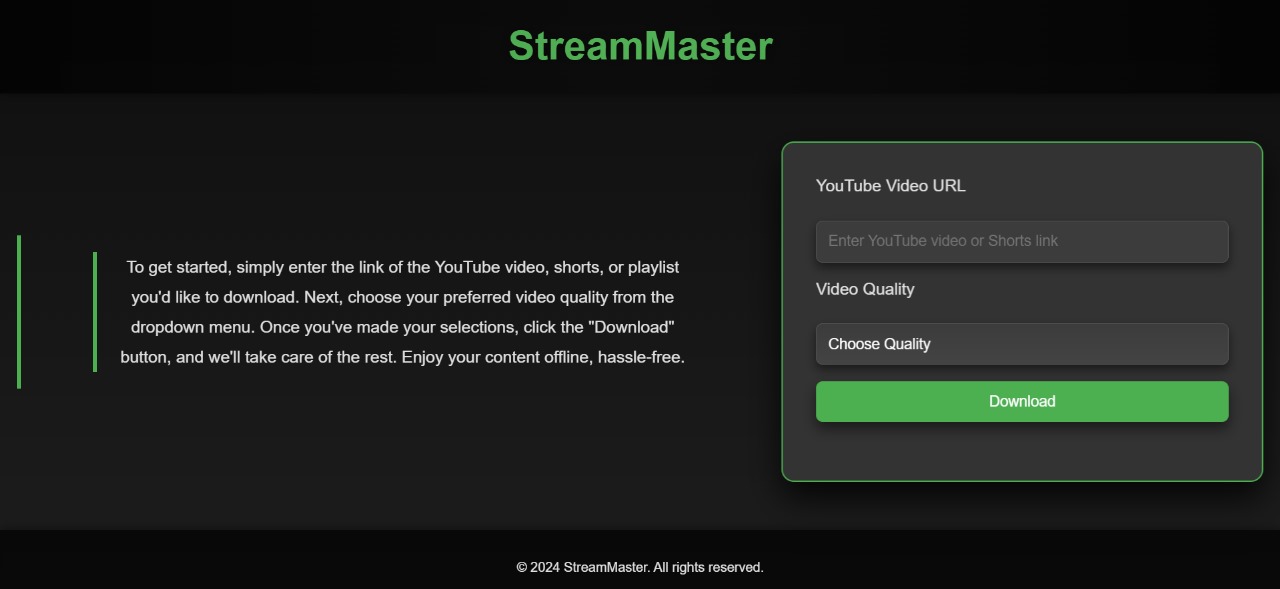 StreamMaster
To get started, simply enter the link of the YouTube video, shorts, or playlist
you'd like to download. Next, choose your preferred video quality from the
dropdown menu. Once you've made your selections, click the "Download"
button, and we'll take care of the rest. Enjoy your content offline, hassle-free.
YouTube Video URL
Enter YouTube video or Shorts link
Video Quality
Choose Quality
Download
© 2024 StreamMaster. All rights reserved.